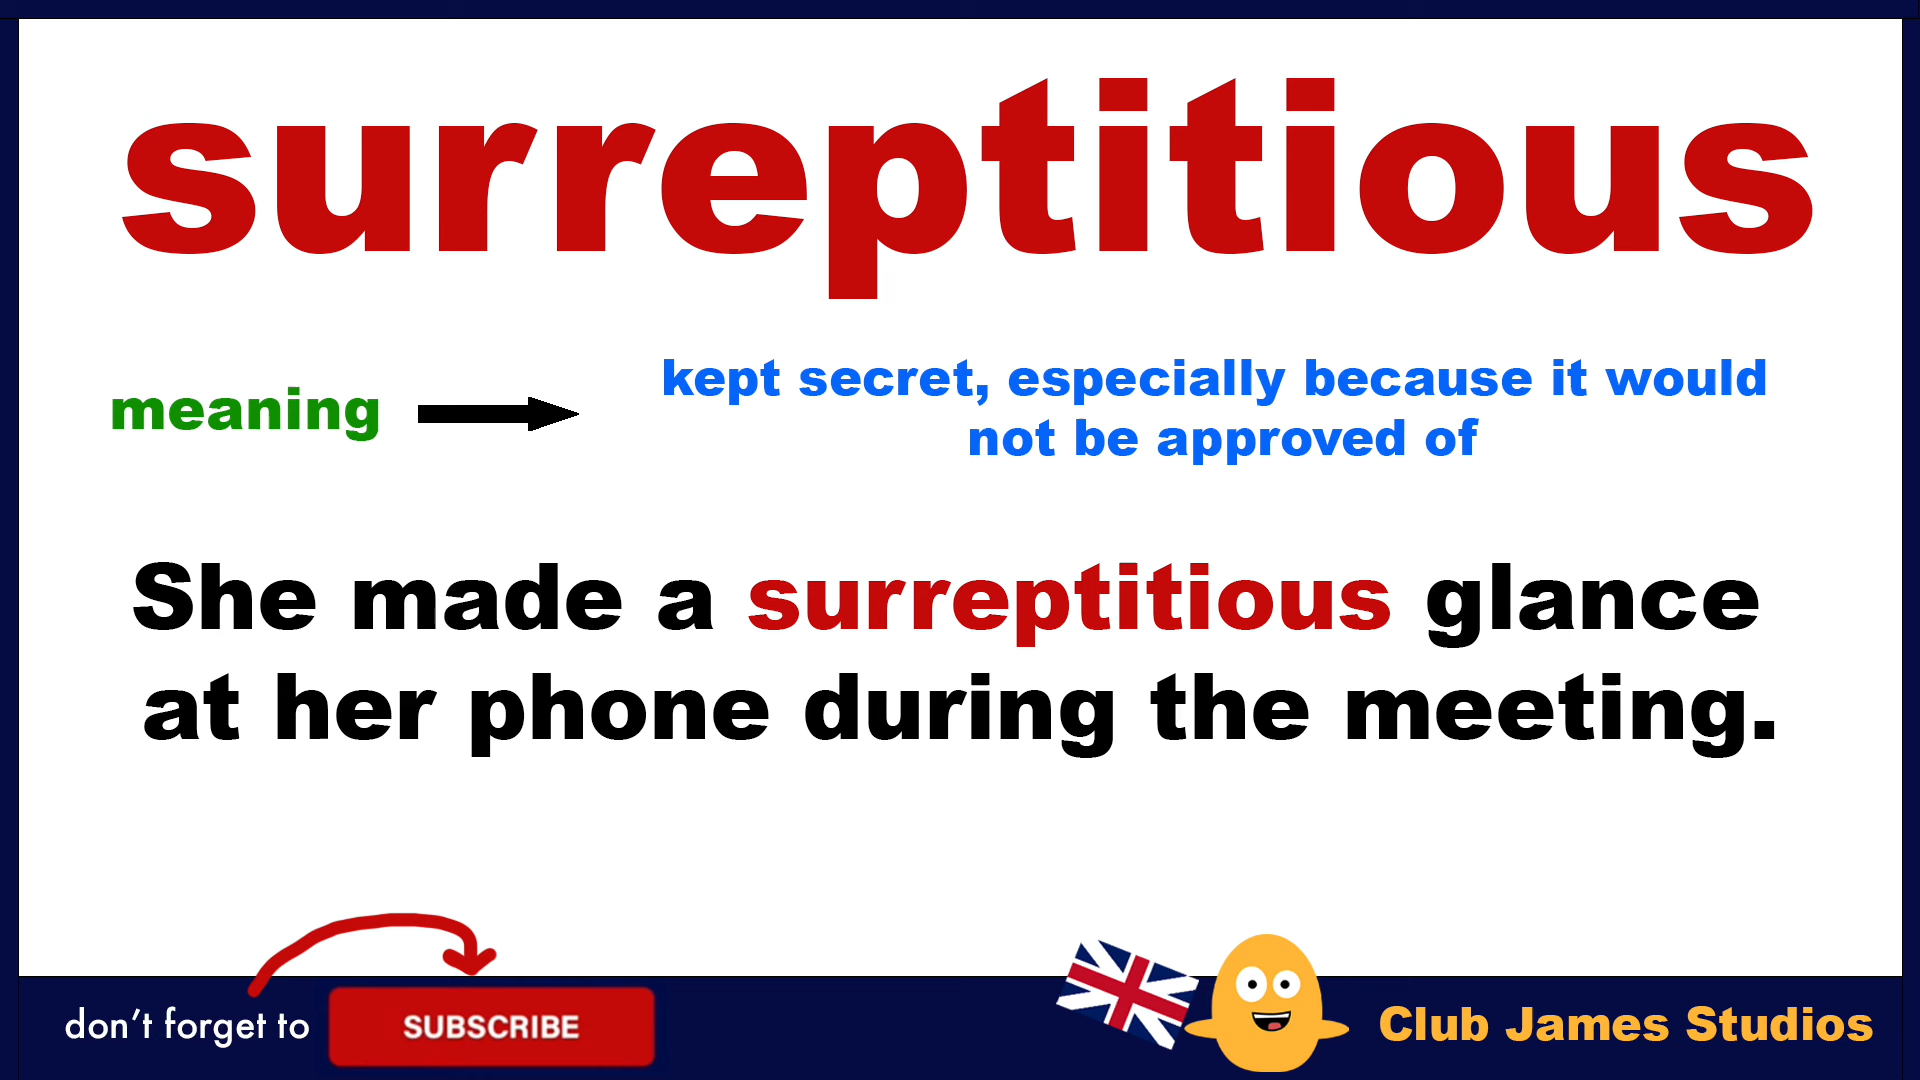 surreptitious
meaning
kept secret, especially because it would
not be approved of
She made a surreptitious glance
at her phone during the meeting.
don't forget to
SUBSCRIBE
Club James Studios